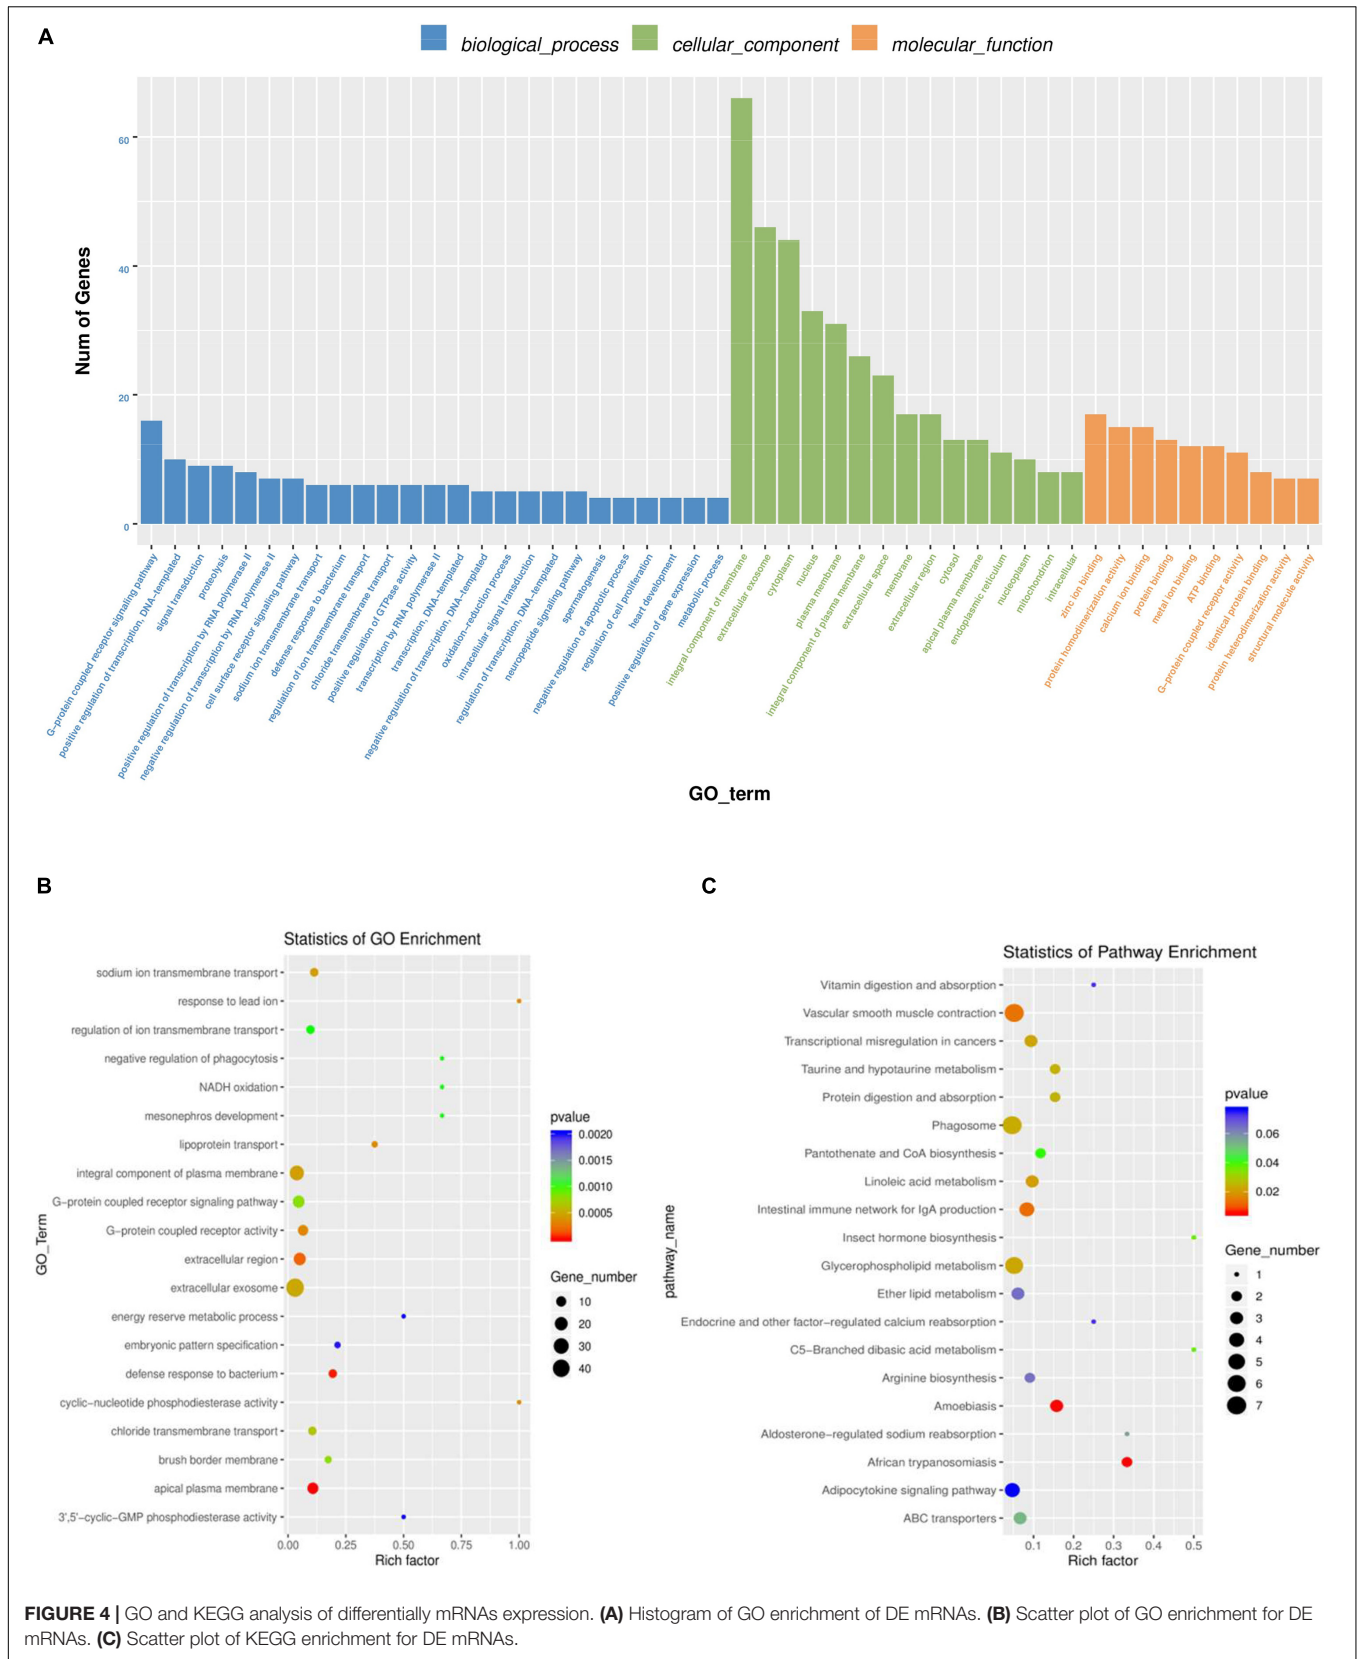 A
biological_process cellular_component molecular_function
Num of Genes
60
40
20
0
G−protein coupled receptor signaling pathway
positive regulation of transcription, DNA−templated
signal transduction
proteolysis
positive regulation of transcription by RNA polymerase II
negative regulation of transcription by RNA polymerase II
cell surface receptor signaling pathway
sodium ion transmembrane transport
defense response to bacterium
regulation of ion transmembrane transport
chloride transmembrane transport
positive regulation of GTPase activity
transcription by RNA polymerase II
transcription, DNA−templated
negative regulation of transcription, DNA−templated
oxidation−reduction process
intracellular signal transduction
regulation of transcription, DNA−templated
neuropeptide signaling pathway
spermatogenesis
negative regulation of apoptotic process
regulation of cell proliferation
heart development
positive regulation of gene expression
metabolic process
integral component of membrane
extracellular exosome
cytoplasm
nucleus
plasma membrane
integral component of plasma membrane
extracellular space
membrane
extracellular region
cytosol
apical plasma membrane
endoplasmic reticulum
nucleoplasm
mitochondrion
intracellular
zinc ion binding
protein homodimerization activity
calcium ion binding
protein binding
metal ion binding
ATP binding
G−protein coupled receptor activity
identical protein binding
protein heterodimerization activity
structural molecule activity
GO_term
B
Statistics of GO Enrichment
GO_Term
sodium ion transmembrane transport
response to lead ion
regulation of ion transmembrane transport
negative regulation of phagocytosis
NADH oxidation
mesonephros development
lipoprotein transport
integral component of plasma membrane
G−protein coupled receptor signaling pathway
G−protein coupled receptor activity
extracellular region
extracellular exosome
energy reserve metabolic process
embryonic pattern specification
defense response to bacterium
cyclic−nucleotide phosphodiesterase activity
chloride transmembrane transport
brush border membrane
apical plasma membrane
3',5'−cyclic−GMP phosphodiesterase activity
0.00 0.25 0.50 0.75 1.00
Rich factor
pvalue
0.0020
0.0015
0.0010
0.0005
Gene_number
10
20
30
40
C
Statistics of Pathway Enrichment
pathway_name
Vitamin digestion and absorption
Vascular smooth muscle contraction
Transcriptional misregulation in cancers
Taurine and hypotaurine metabolism
Protein digestion and absorption
Phagosome
Pantothenate and CoA biosynthesis
Linoleic acid metabolism
Intestinal immune network for IgA production
Insect hormone biosynthesis
Glycerophospholipid metabolism
Ether lipid metabolism
Endocrine and other factor−regulated calcium reabsorption
C5−Branched dibasic acid metabolism
Arginine biosynthesis
Amoebiasis
Aldosterone−regulated sodium reabsorption
African trypanosomiasis
Adipocytokine signaling pathway
ABC transporters
0.1 0.2 0.3 0.4 0.5
Rich factor
pvalue
0.06
0.04
0.02
Gene_number
1
2
3
4
5
6
7
FIGURE 4 | GO and KEGG analysis of differentially mRNAs expression. (A) Histogram of GO enrichment of DE mRNAs. (B) Scatter plot of GO enrichment for DE
mRNAs. (C) Scatter plot of KEGG enrichment for DE mRNAs.